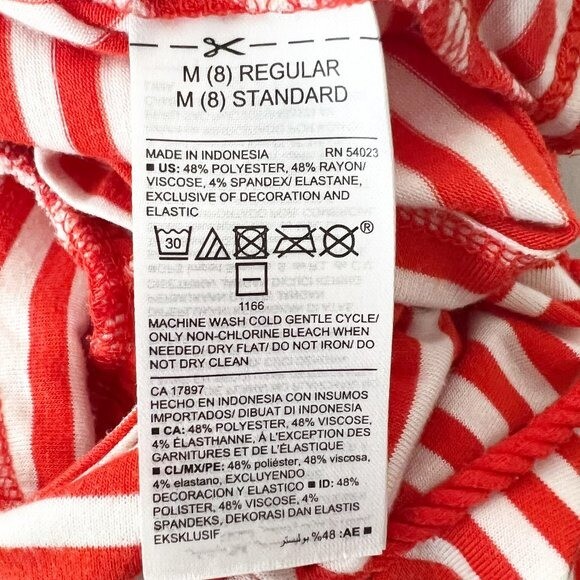 M (8) REGULAR
M (8) STANDARD
MADE IN INDONESIA RN 54023
■ US: 48% POLYESTER, 48% RAYON/
VISCOSE, 4% SPANDEX/ ELASTANE,
EXCLUSIVE OF DECORATION AND
ELASTIC
30 ®
1166
MACHINE WASH COLD GENTLE CYCLE/
ONLY NON-CHLORINE BLEACH WHEN
NEEDED/ DRY FLAT/ DO NOT IRON/ DO
NOT DRY CLEAN
CA 17897
HECHO EN INDONESIA CON INSUMOS
IMPORTADOS/ DIBUAT DI INDONESIA
■ CA: 48% POLYESTER, 48% VISCOSE,
4% ÉLASTHANNE, À L'EXCEPTION DES
GARNITURES ET DE L'ÉLASTIQUE
■ CL/MX/PE: 48% poliéster, 48% viscosa,
4% elastano, EXCLUYENDO
DECORACION Y ELASTICO ■ ID: 48%
POLISTER, 48% VISCOSE, 4%
SPANDEKS, DEKORASI DAN ELASTIS
EKSKLUSIF
■ AE: 48% بوليستر